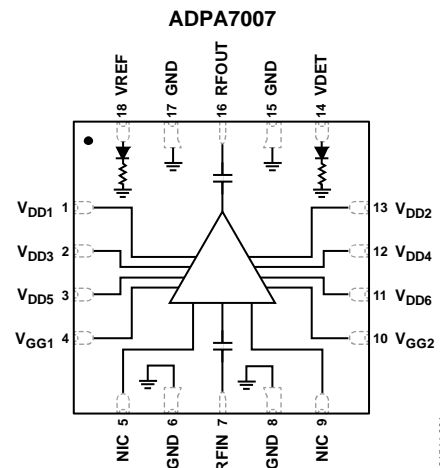 ADPA7007
18 VREF
17 GND
16 RFOUT
15 GND
14 VDET
VDD1 1
13 VDD2
VDD3 2
12 VDD4
VDD5 3
11 VDD6
VGG1 4
10 VGG2
NIC 5
GND 6
RFIN 7
GND 8
NIC 9